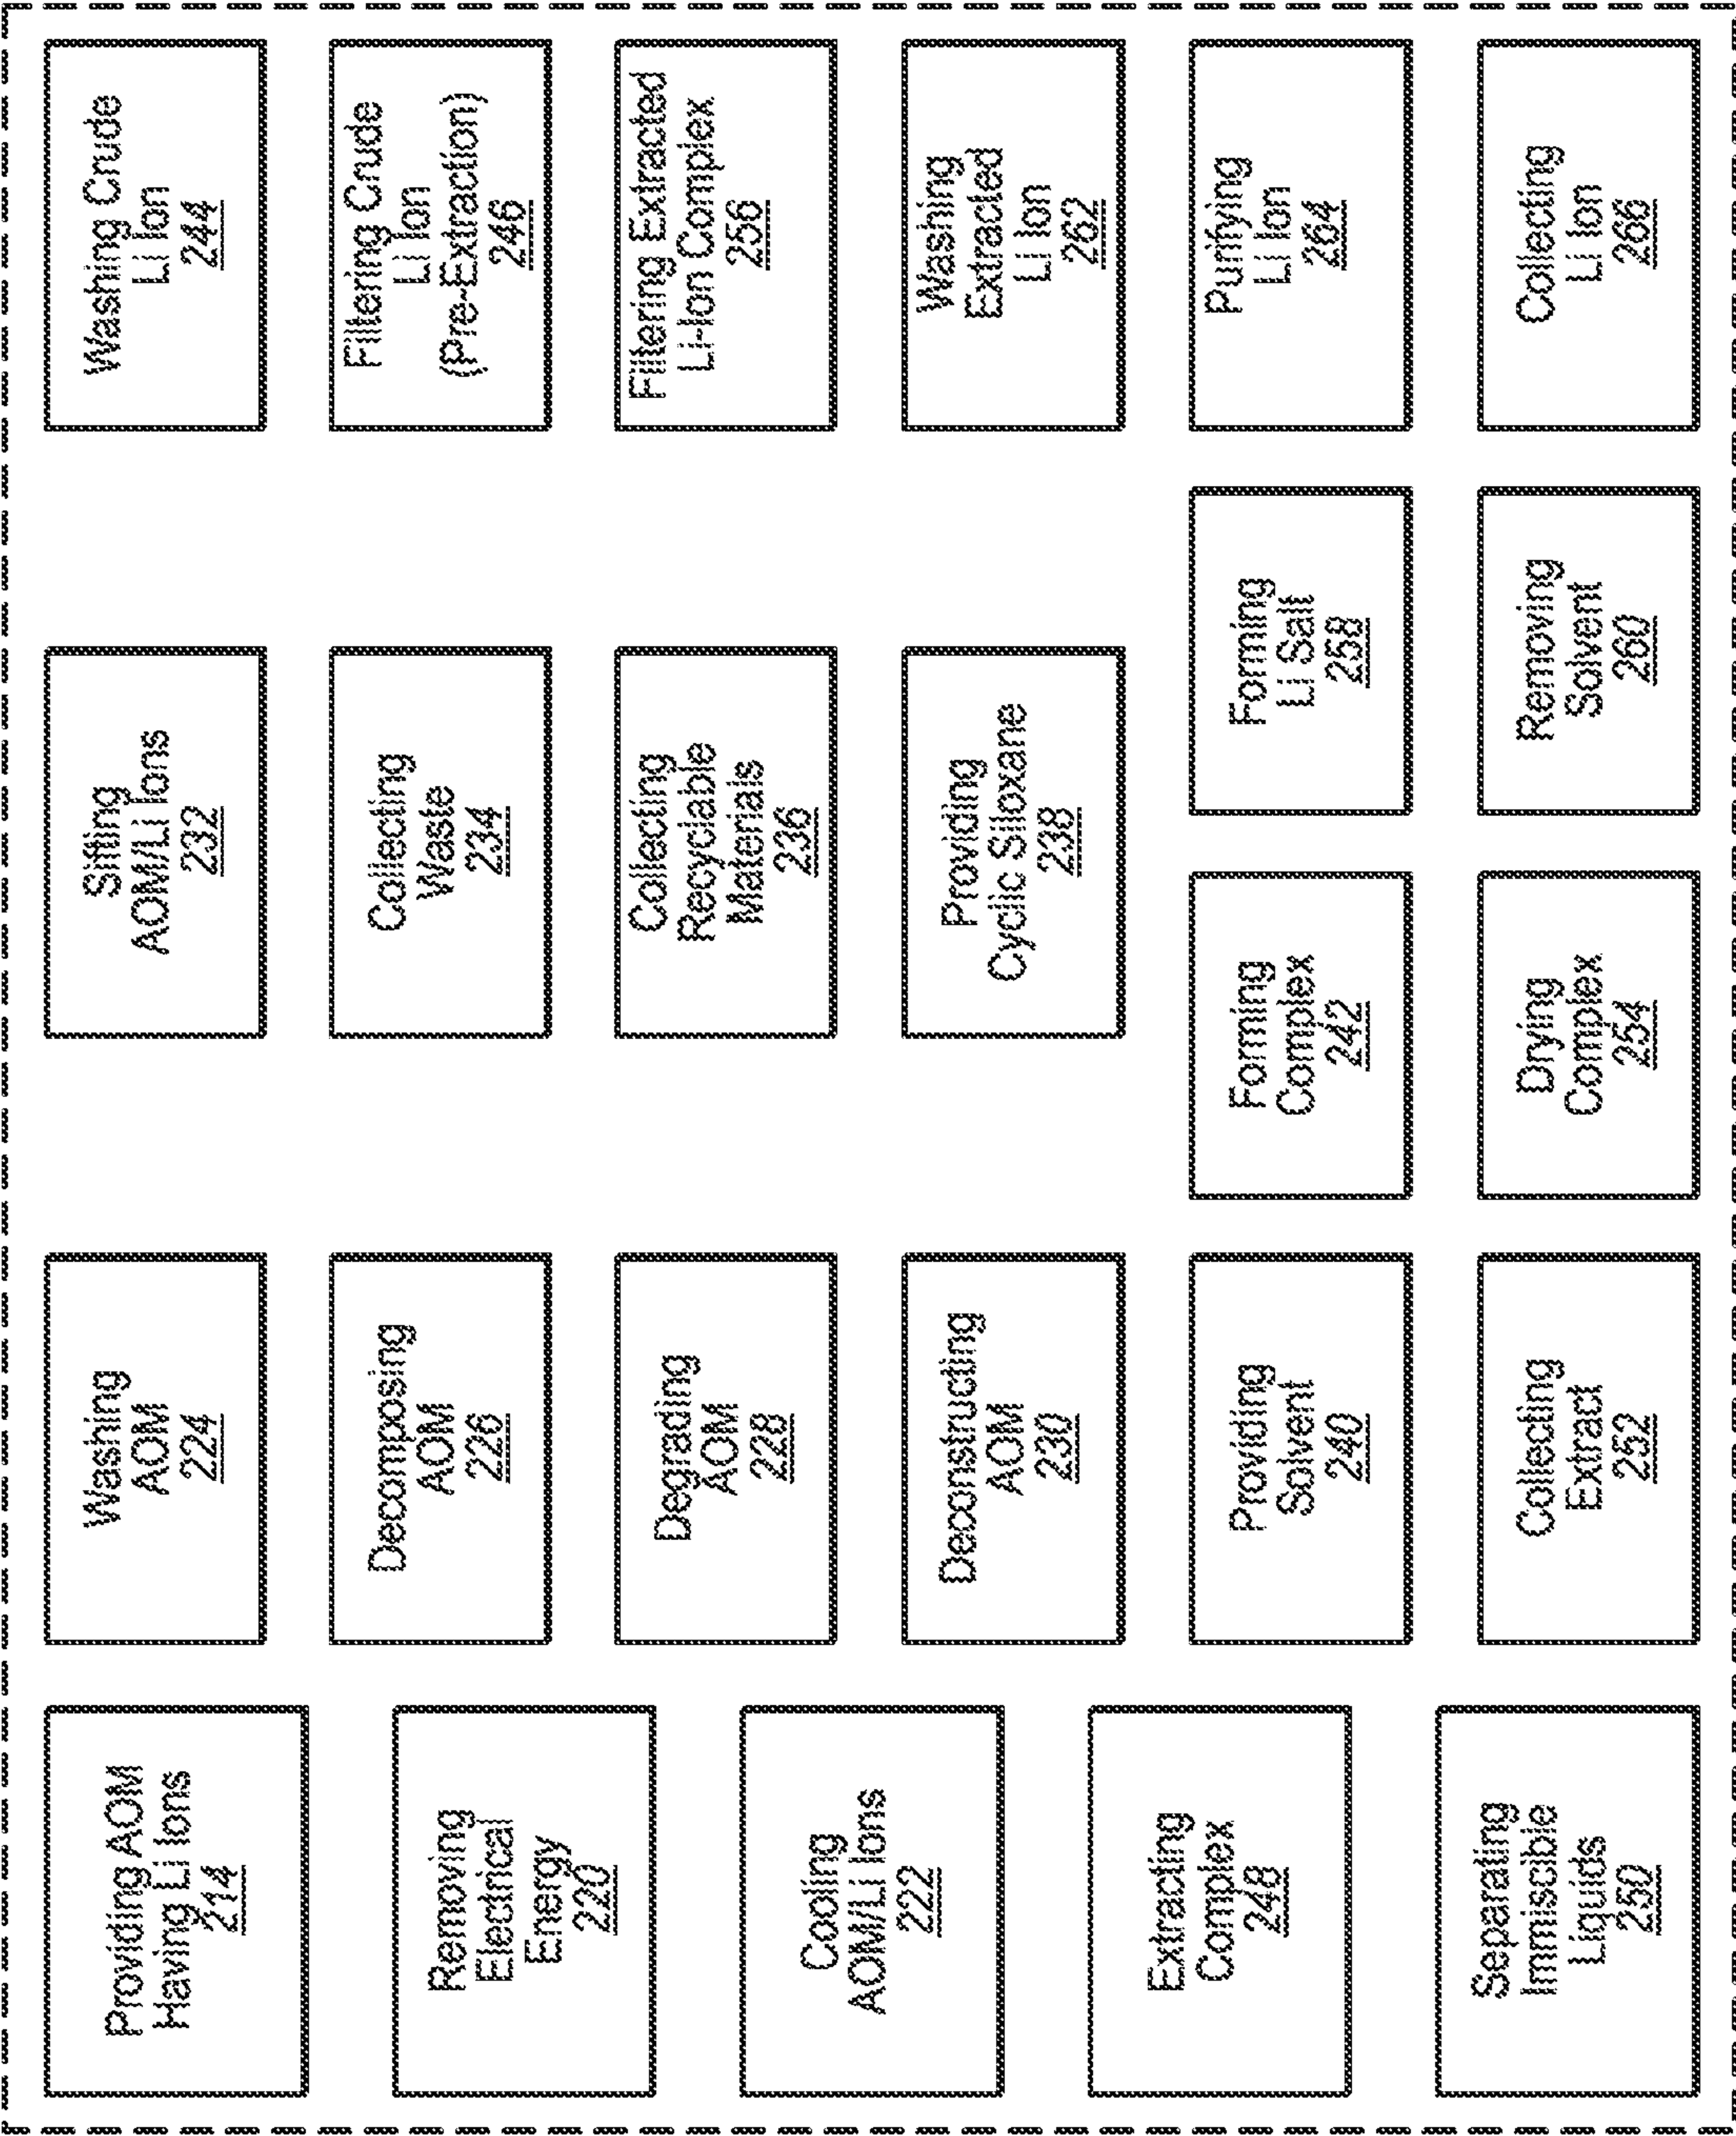 Providing AOM
Having Li Ions
214
Removing
Electrical
Energy
220
Cooling
AOM/Li Ions
222
Extracting
Complex
248
Separating
Immiscible
Liquids
250
Washing
AOM
224
Decomposing
AOM
226
Degrading
AOM
228
Deconstructing
AOM
230
Providing
Solvent
240
Collecting
Extract
252
Forming
Complex
242
Drying
Complex
254
Sifting
AOM/Li Ions
232
Collecting
Waste
234
Collecting
Recyclable
Materials
236
Providing
Cyclic Siloxane
238
Forming
Li Salt
258
Removing
Solvent
260
Washing Crude
Li Ion
244
Filtering Crude
Li Ion
(Pre-Extraction)
246
Filtering Extracted
Li-Ion Complex
256
Washing
Extracted
Li Ion
262
Purifying
Li Ion
264
Collecting
Li Ion
266